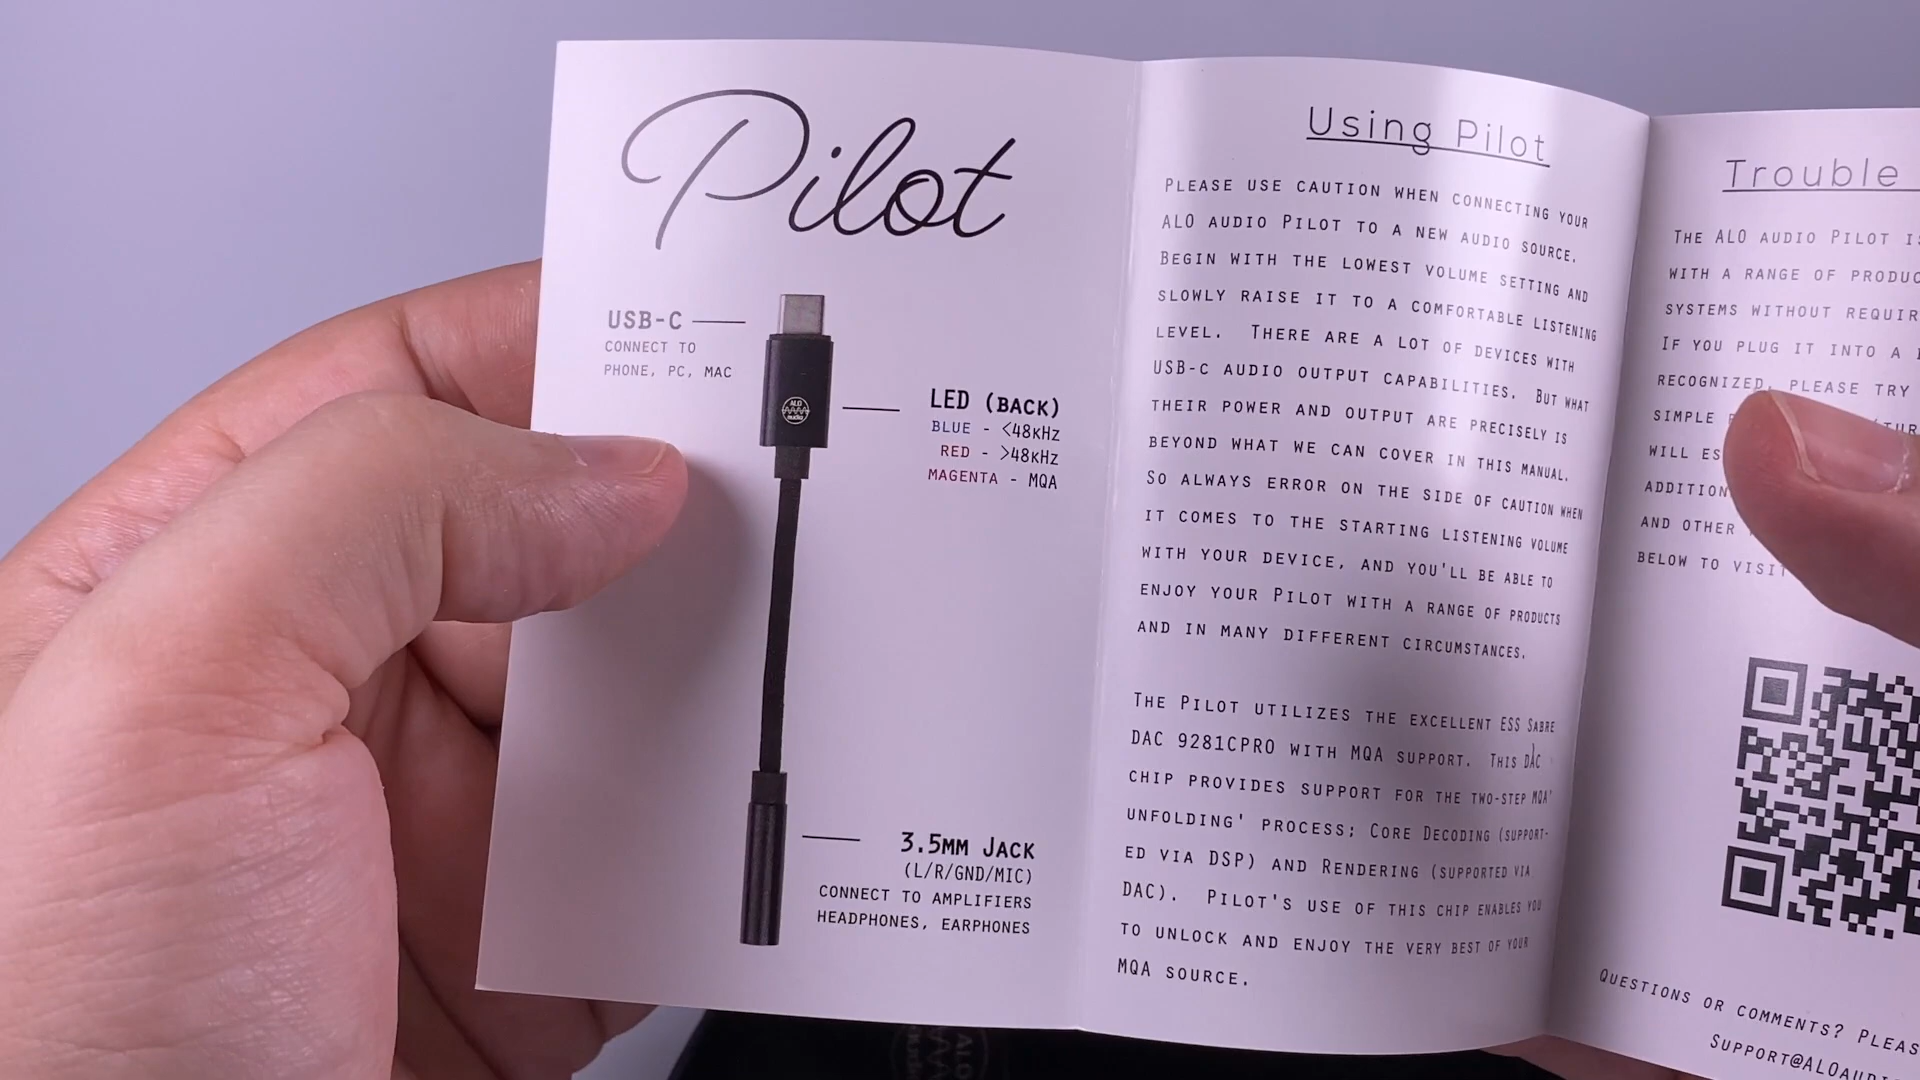 Pilot
USB-C
CONNECT TO
PHONE, PC, MAC
ALO
audio
LED (BACK)
BLUE - <48KHZ
RED - >48KHZ
MAGENTA - MQA
3.5MM JACK
(L/R/GND/MIC)
CONNECT TO AMPLIFIERS
HEADPHONES, EARPHONES
Using Pilot
PLEASE USE CAUTION WHEN CONNECTING YOUR
ALO AUDIO PILOT TO A NEW AUDIO SOURCE.
BEGIN WITH THE LOWEST VOLUME SETTING AND
SLOWLY RAISE IT TO A COMFORTABLE LISTENING
LEVEL. THERE ARE A LOT OF DEVICES WITH
USB-C AUDIO OUTPUT CAPABILITIES. BUT WHAT
THEIR POWER AND OUTPUT ARE PRECISELY IS
BEYOND WHAT WE CAN COVER IN THIS MANUAL.
SO ALWAYS ERROR ON THE SIDE OF CAUTION WHEN
IT COMES TO THE STARTING LISTENING VOLUME
WITH YOUR DEVICE, AND YOU'LL BE ABLE TO
ENJOY YOUR PILOT WITH A RANGE OF PRODUCTS
AND IN MANY DIFFERENT CIRCUMSTANCES.
THE PILOT UTILIZES THE EXCELLENT ESS SABRE
DAC 9281CPRO WITH MQA SUPPORT. THIS DAC
CHIP PROVIDES SUPPORT FOR THE TWO-STEP MQA'
UNFOLDING' PROCESS; CORE DECODING (SUPPORT-
ED VIA DSP) AND RENDERING (SUPPORTED VIA
DAC). PILOT'S USE OF THIS CHIP ENABLES YOU
TO UNLOCK AND ENJOY THE VERY BEST OF YOUR
MQA SOURCE.
Trouble
THE ALO AUDIO PILOT
WITH A RANGE OF
SYSTEMS WITHOUT
IF YOU PLUG IT INTO A
RECOGNIZED, PLEASE TRY
SIMPLE
WILL
AND OTHER
BELOW TO VISIT
QUESTIONS OR COMMENTS?